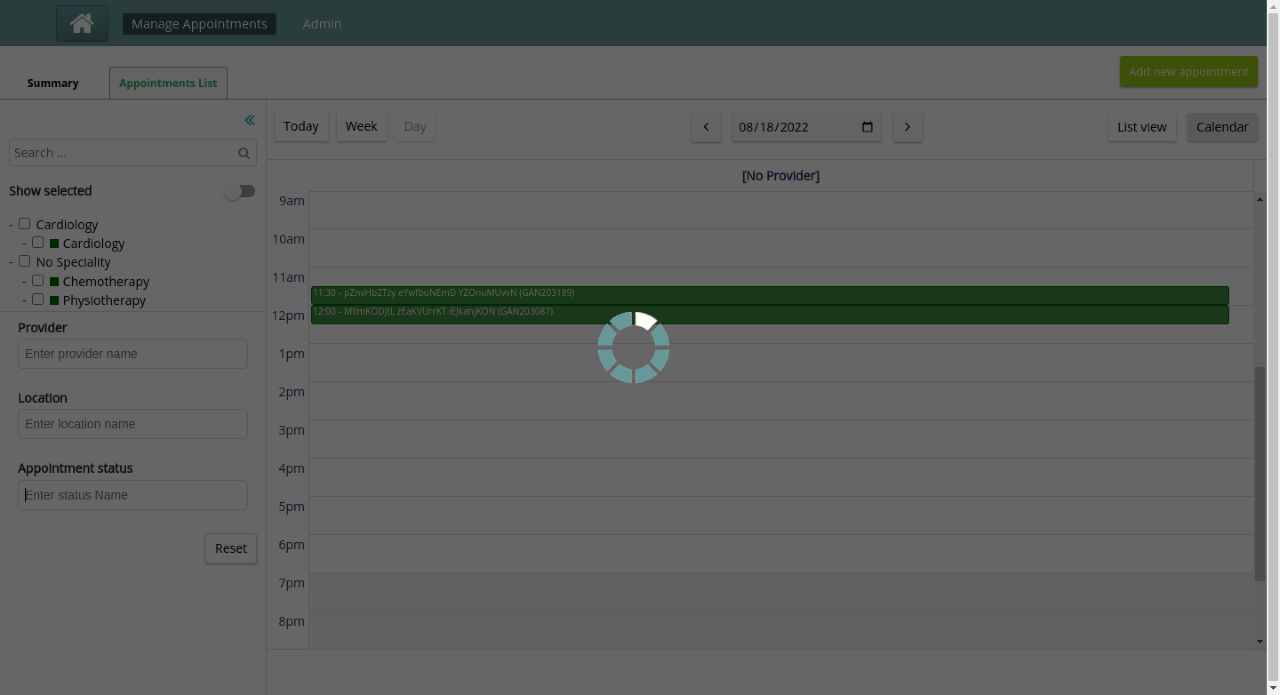 Manage Appointments
Admin
Summary
Appointments List
Add new appointment
Today
Week
Day
08/18/2022
List view
Calendar
Search ...
Show selected
- Cardiology
- Cardiology
- No Speciality
- Chemotherapy
- Physiotherapy
Provider
Enter provider name
Location
Enter location name
Appointment status
Enter status Name
Reset
[No Provider]
9am
10am
11am
11:30 - pZnvHbZTzy eYwfbuNEmD YZOnuMUvvN (GAN203189)
12:00 - MlimKODJtL zEaKVUrrKT iEJkahjKON (GAN203087)
12pm
1pm
2pm
3pm
4pm
5pm
6pm
7pm
8pm